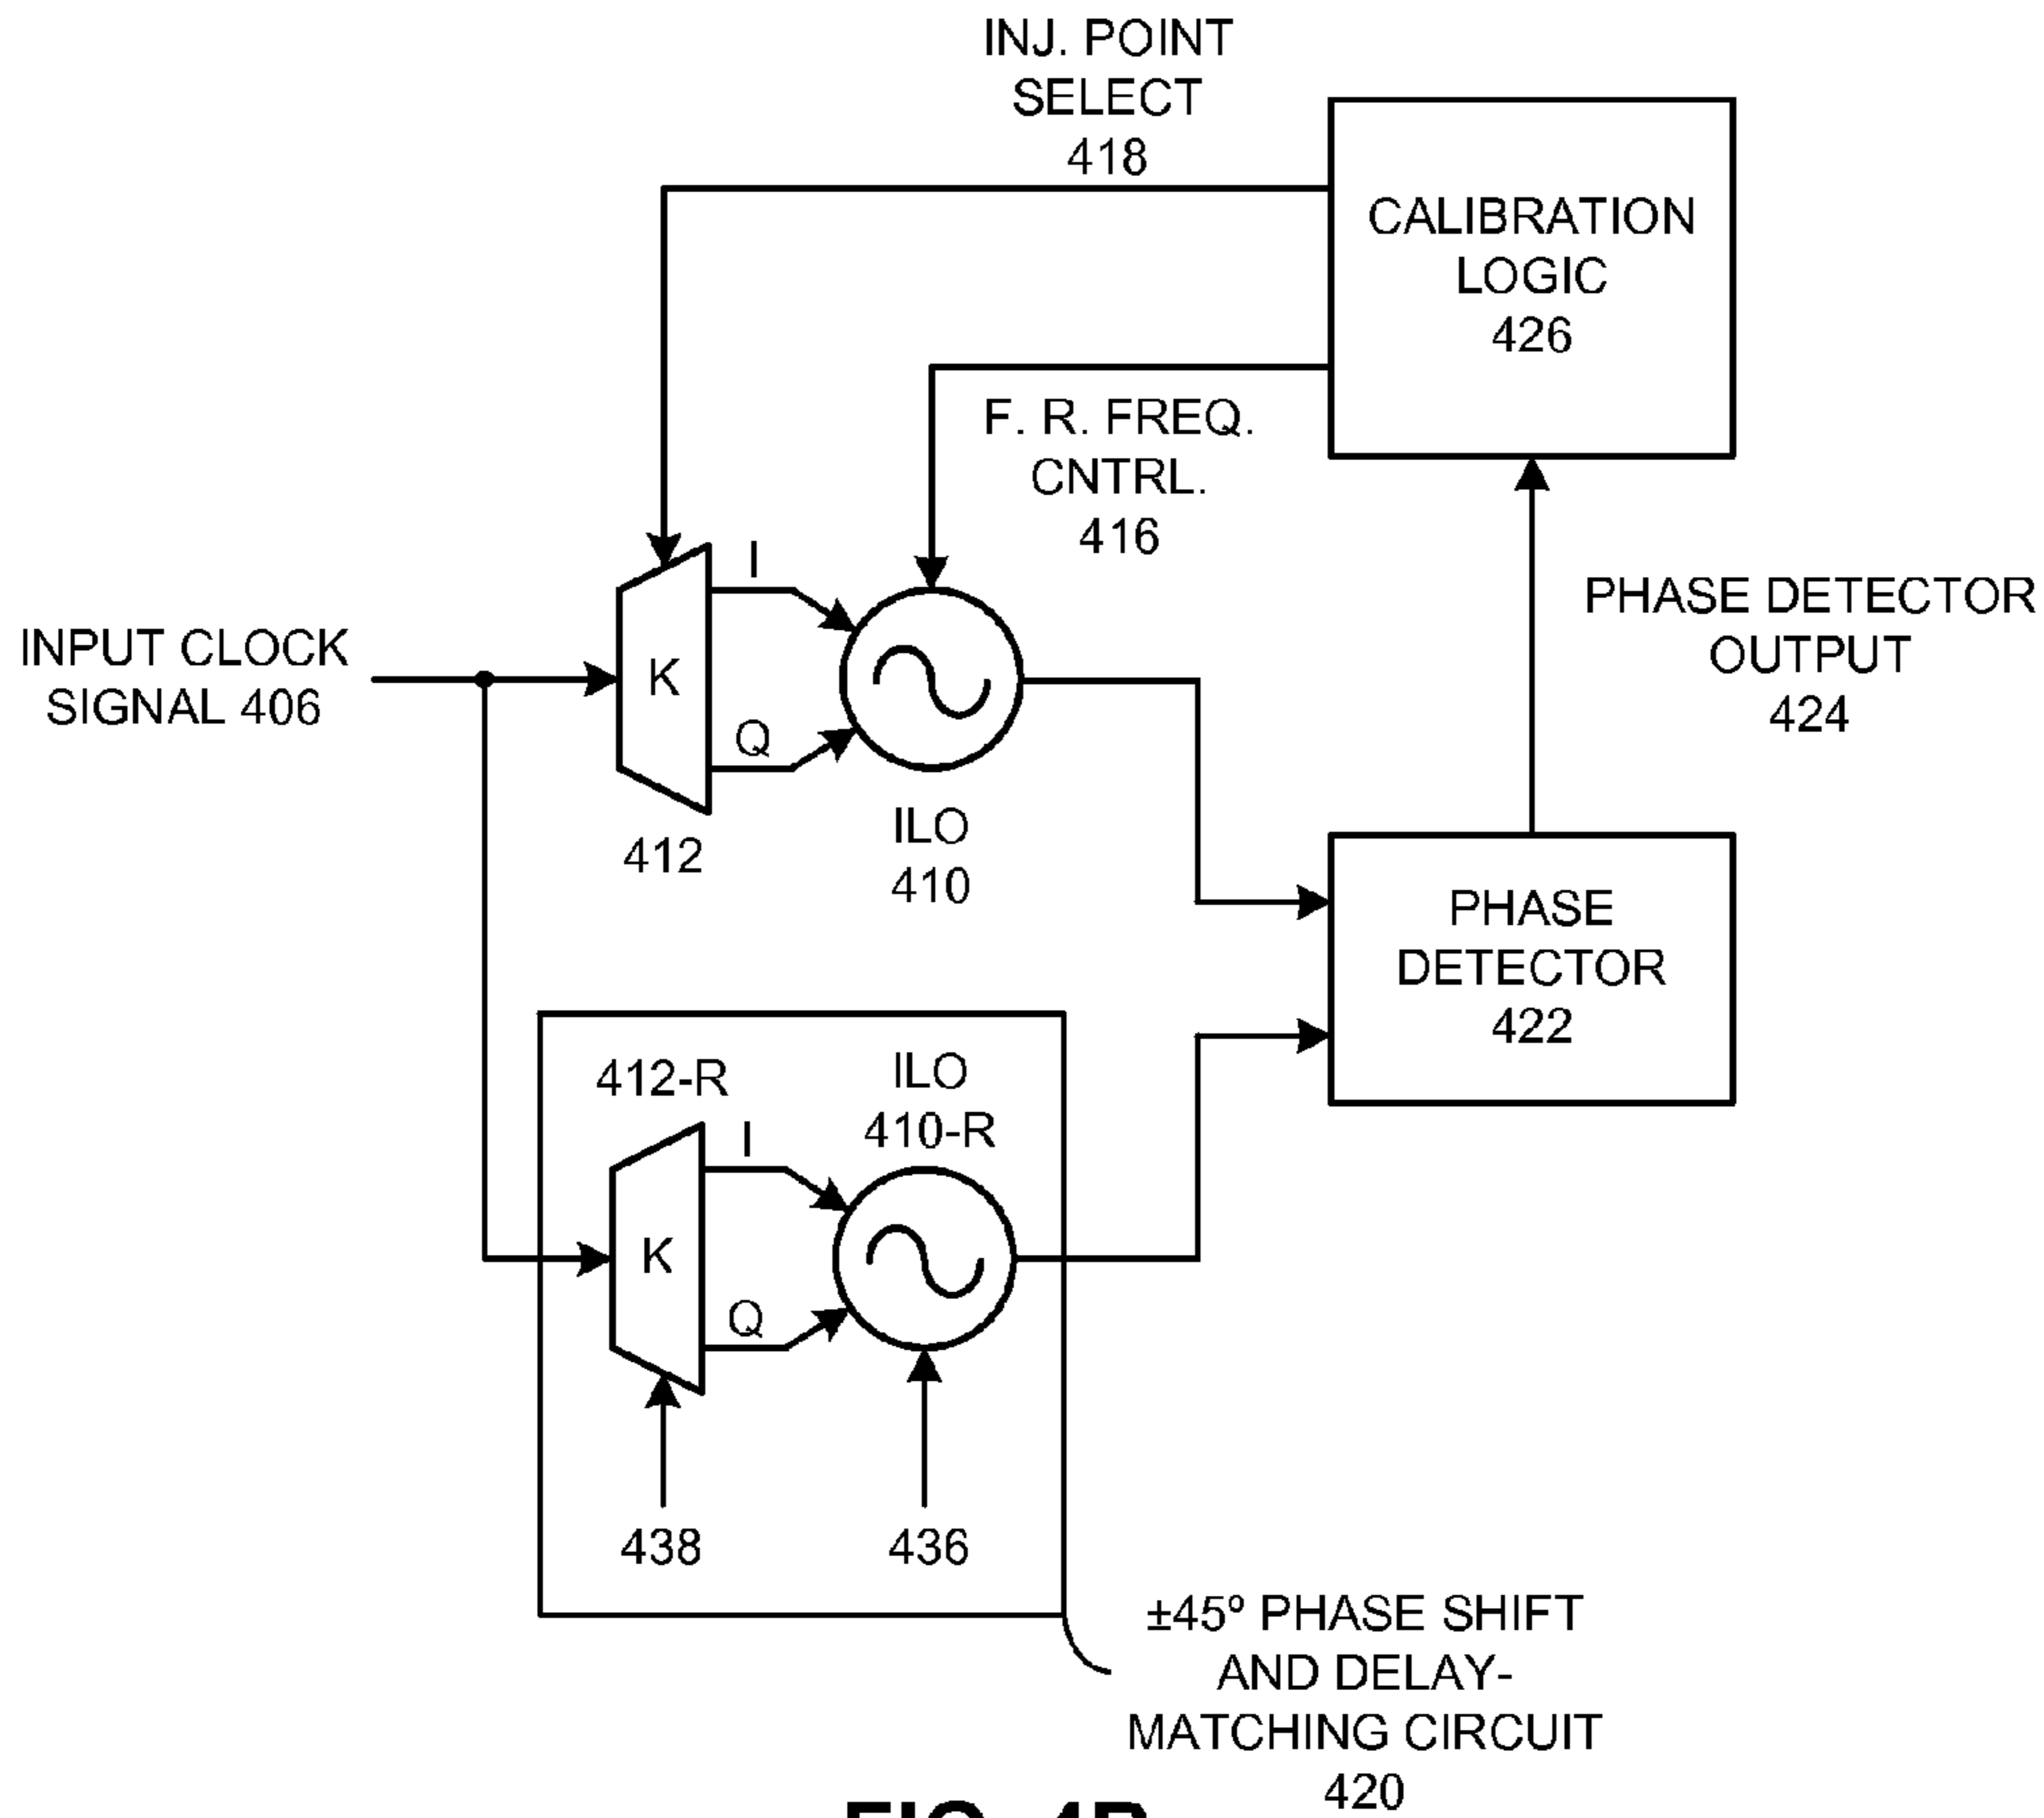 INJ. POINT
SELECT
418
CALIBRATION
LOGIC
426
F. R. FREQ.
CNTRL.
416
PHASE DETECTOR
OUTPUT
424
INPUT CLOCK
SIGNAL 406
K
I
Q
412
ILO
410
PHASE
DETECTOR
422
412-R
ILO
410-R
K
I
Q
438
436
±45º PHASE SHIFT
AND DELAY-
MATCHING CIRCUIT
420